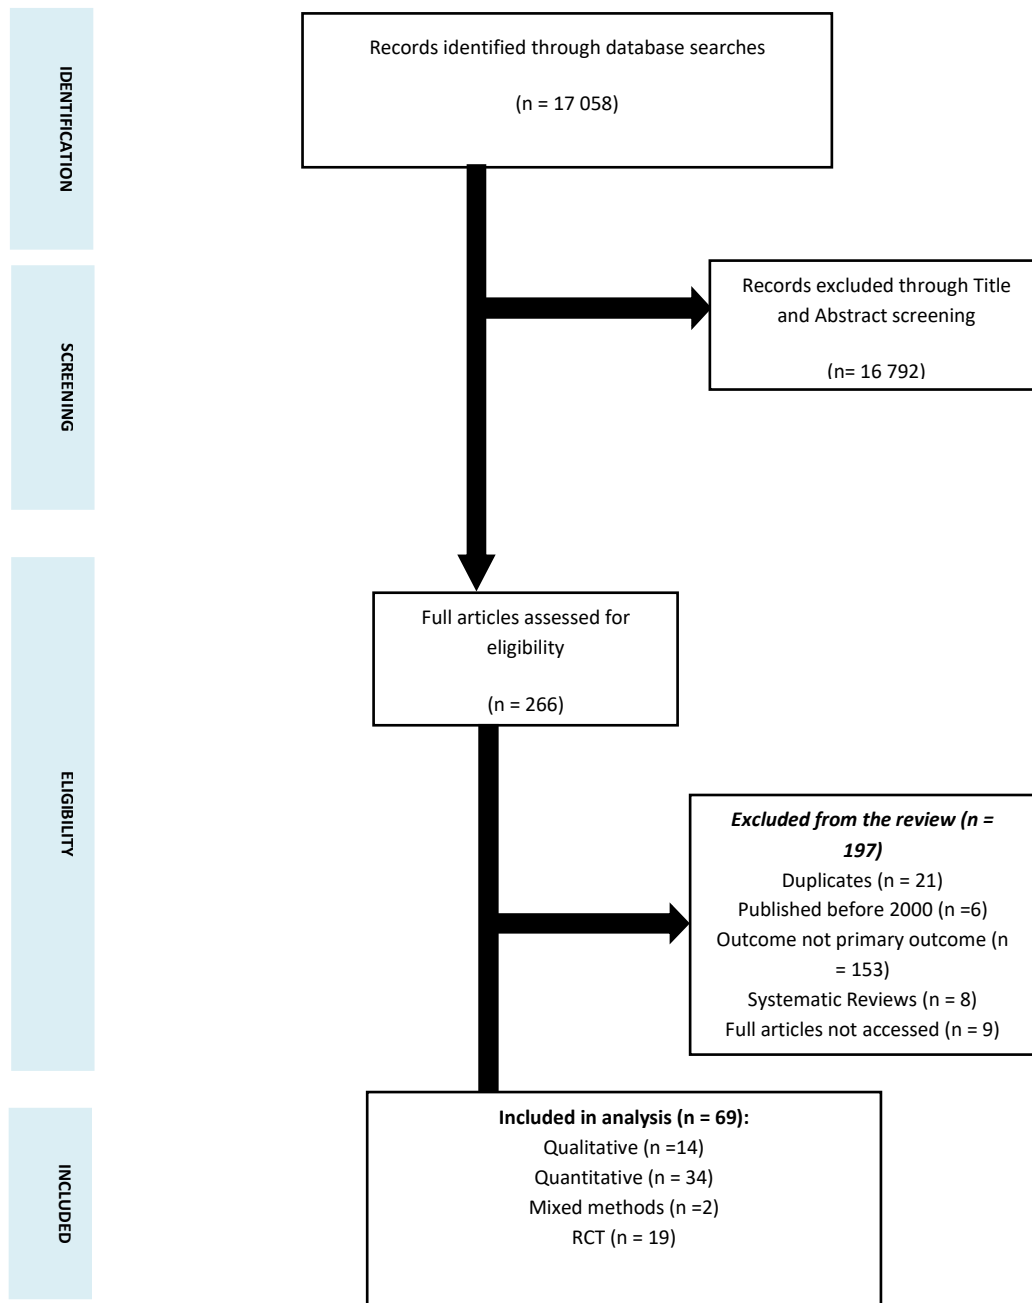 IDENTIFICATION
Records identified through database searches
(n = 17 058)
SCREENING
Records excluded through Title
and Abstract screening
(n= 16 792)
ELIGIBILITY
Full articles assessed for
eligibility
(n = 266)
Excluded from the review (n =
197)
Duplicates (n = 21)
Published before 2000 (n =6)
Outcome not primary outcome (n
= 153)
Systematic Reviews (n = 8)
Full articles not accessed (n = 9)
INCLUDED
Included in analysis (n = 69):
Qualitative (n =14)
Quantitative (n = 34)
Mixed methods (n =2)
RCT (n = 19)